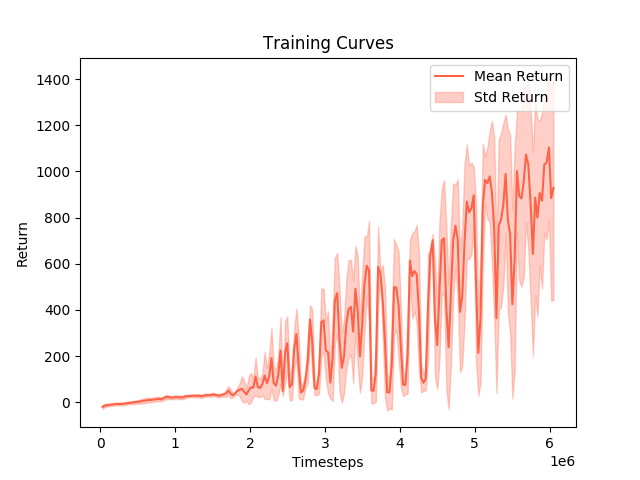 Training Curves
Mean Return
Std Return
1400
1200
1000
800
600
400
200
0
Return
0 1 2 3 4 5 6
Timesteps
1e6